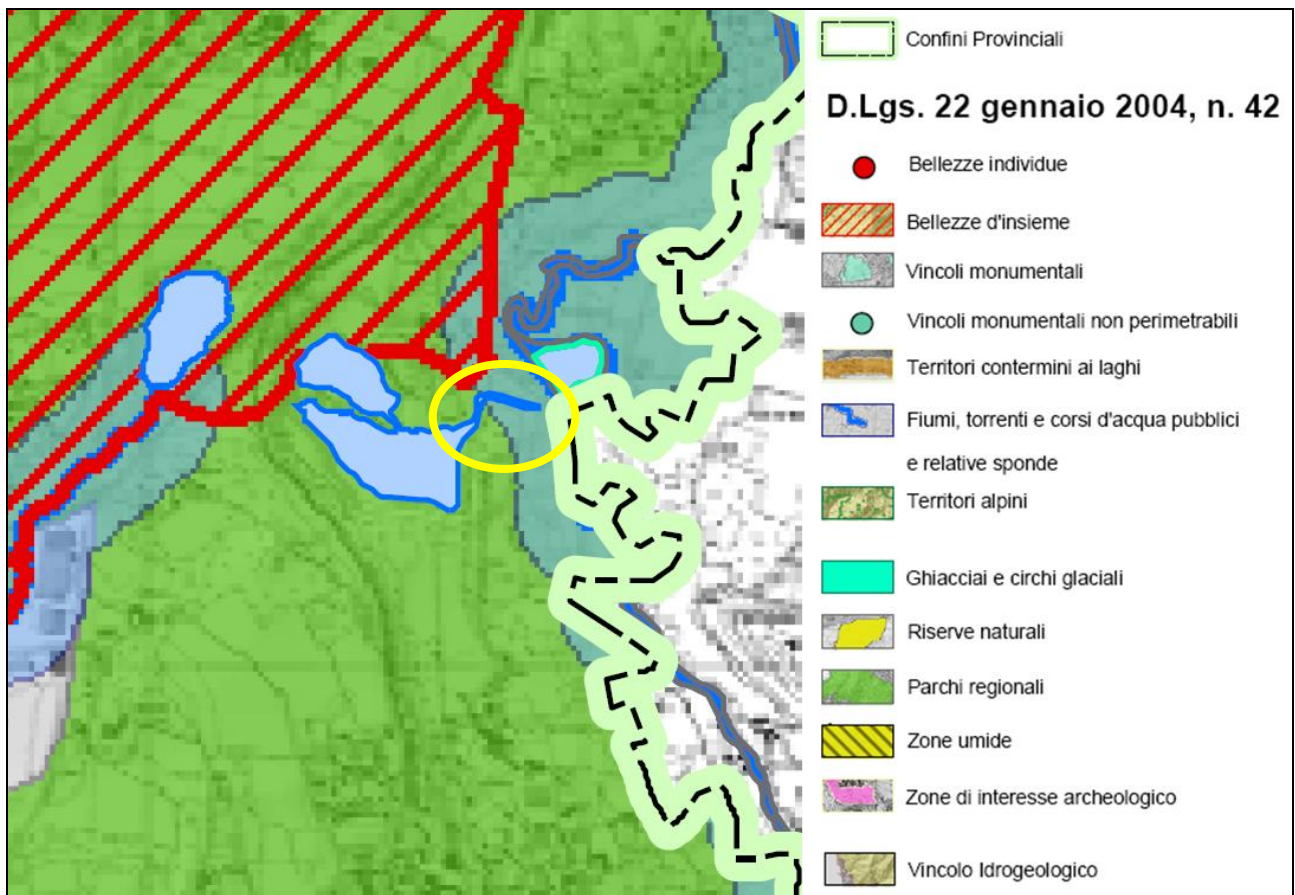 Confini Provinciali
D.Lgs. 22 gennaio 2004, n. 42
Bellezze individue
Bellezze d'insieme
Vincoli monumentali
Vincoli monumentali non perimetrabili
Territori contermini ai laghi
Fiumi, torrenti e corsi d'acqua pubblici
e relative sponde
Territori alpini
Ghiacciai e circhi glaciali
Riserve naturali
Parchi regionali
Zone umide
Zone di interesse archeologico
Vincolo Idrogeologico